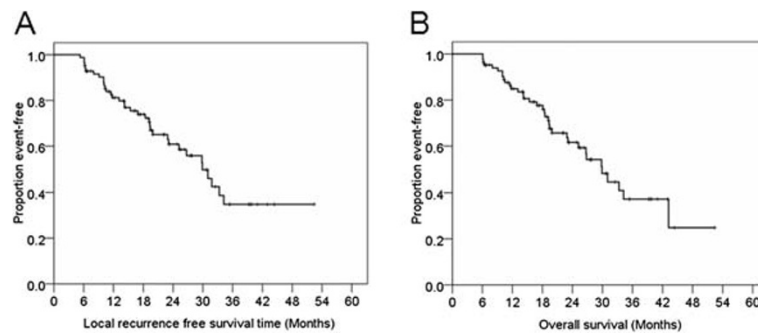 A
Proportion event-free
1.0
0.8
0.6
0.4
0.2
0.0
0 6 12 18 24 30 36 42 48 54 60
Local recurrence free survival time (Months)
B
Proportion event-free
1.0
0.8
0.6
0.4
0.2
0.0
0 6 12 18 24 30 36 42 48 54 60
Overall survival (Months)